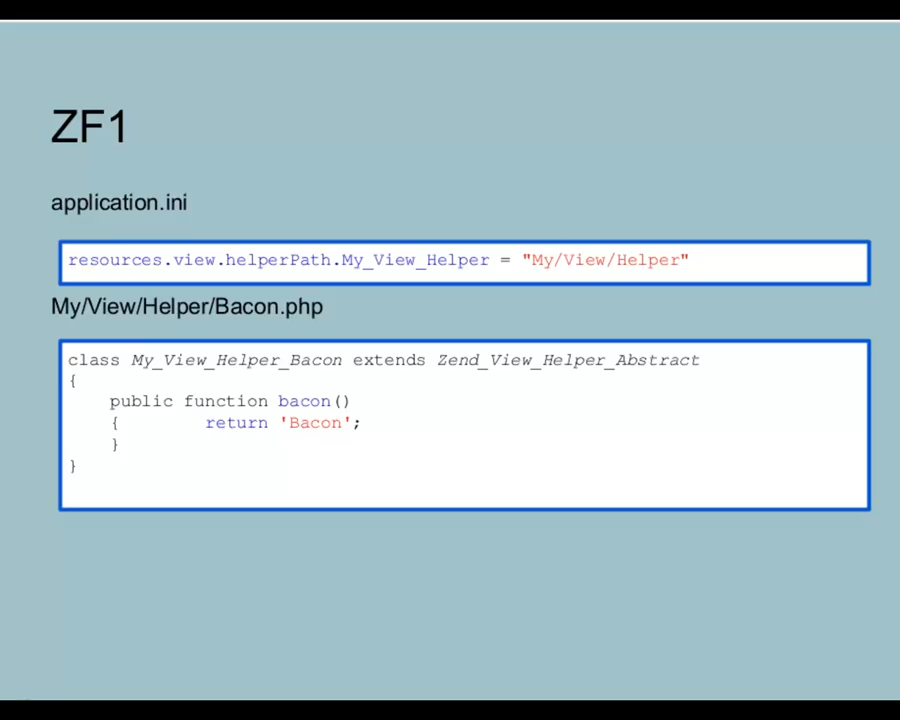 ZF1
application.ini
resources.view.helperPath.My_View_Helper = "My/View/Helper"
My/View/Helper/Bacon.php
class My_View_Helper_Bacon extends Zend_View_Helper_Abstract
{
    public function bacon()
    {        return 'Bacon';
    }
}